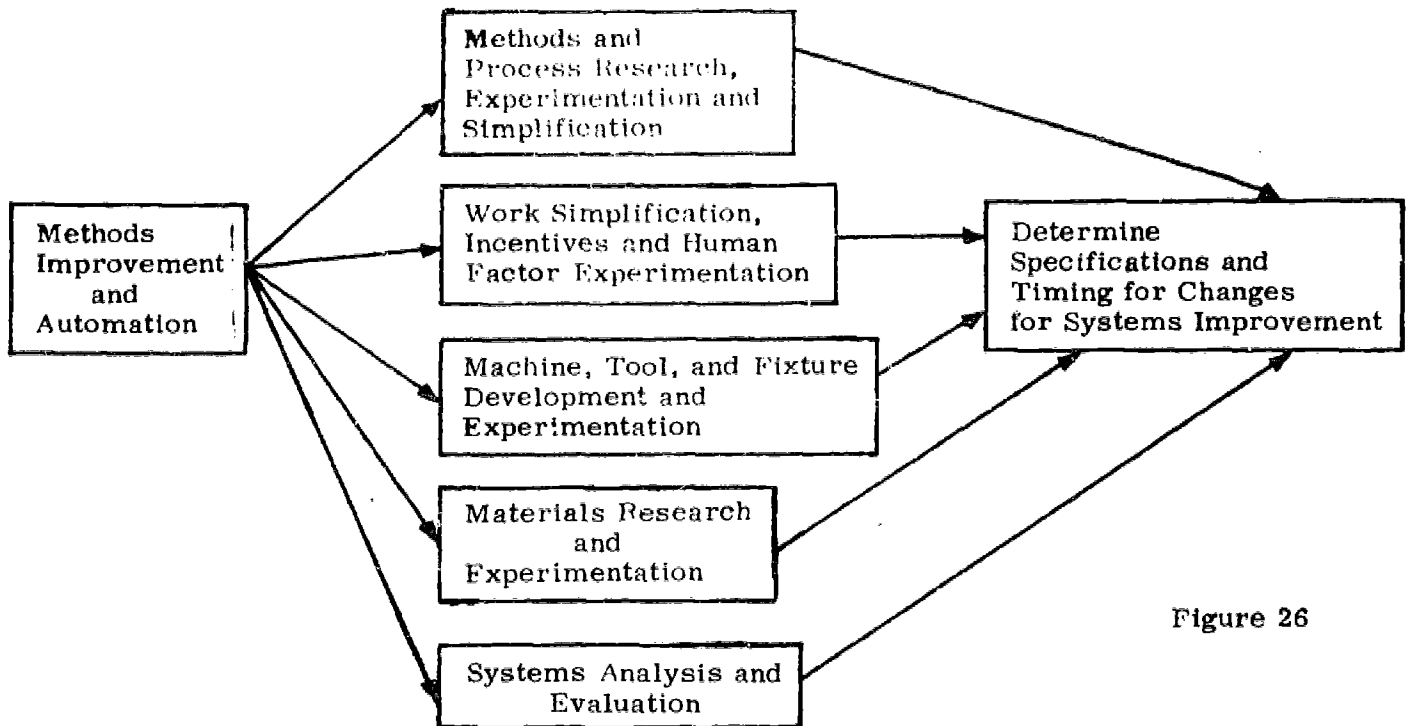 Methods and
Process Research,
Experimentation and
Simplification
Methods
Improvement
and
Automation
Work Simplification,
Incentives and Human
Factor Experimentation
Determine
Specifications and
Timing for Changes
for Systems Improvement
Machine, Tool, and Fixture
Development and
Experimentation
Materials Research
and
Experimentation
Systems Analysis and
Evaluation
Figure 26